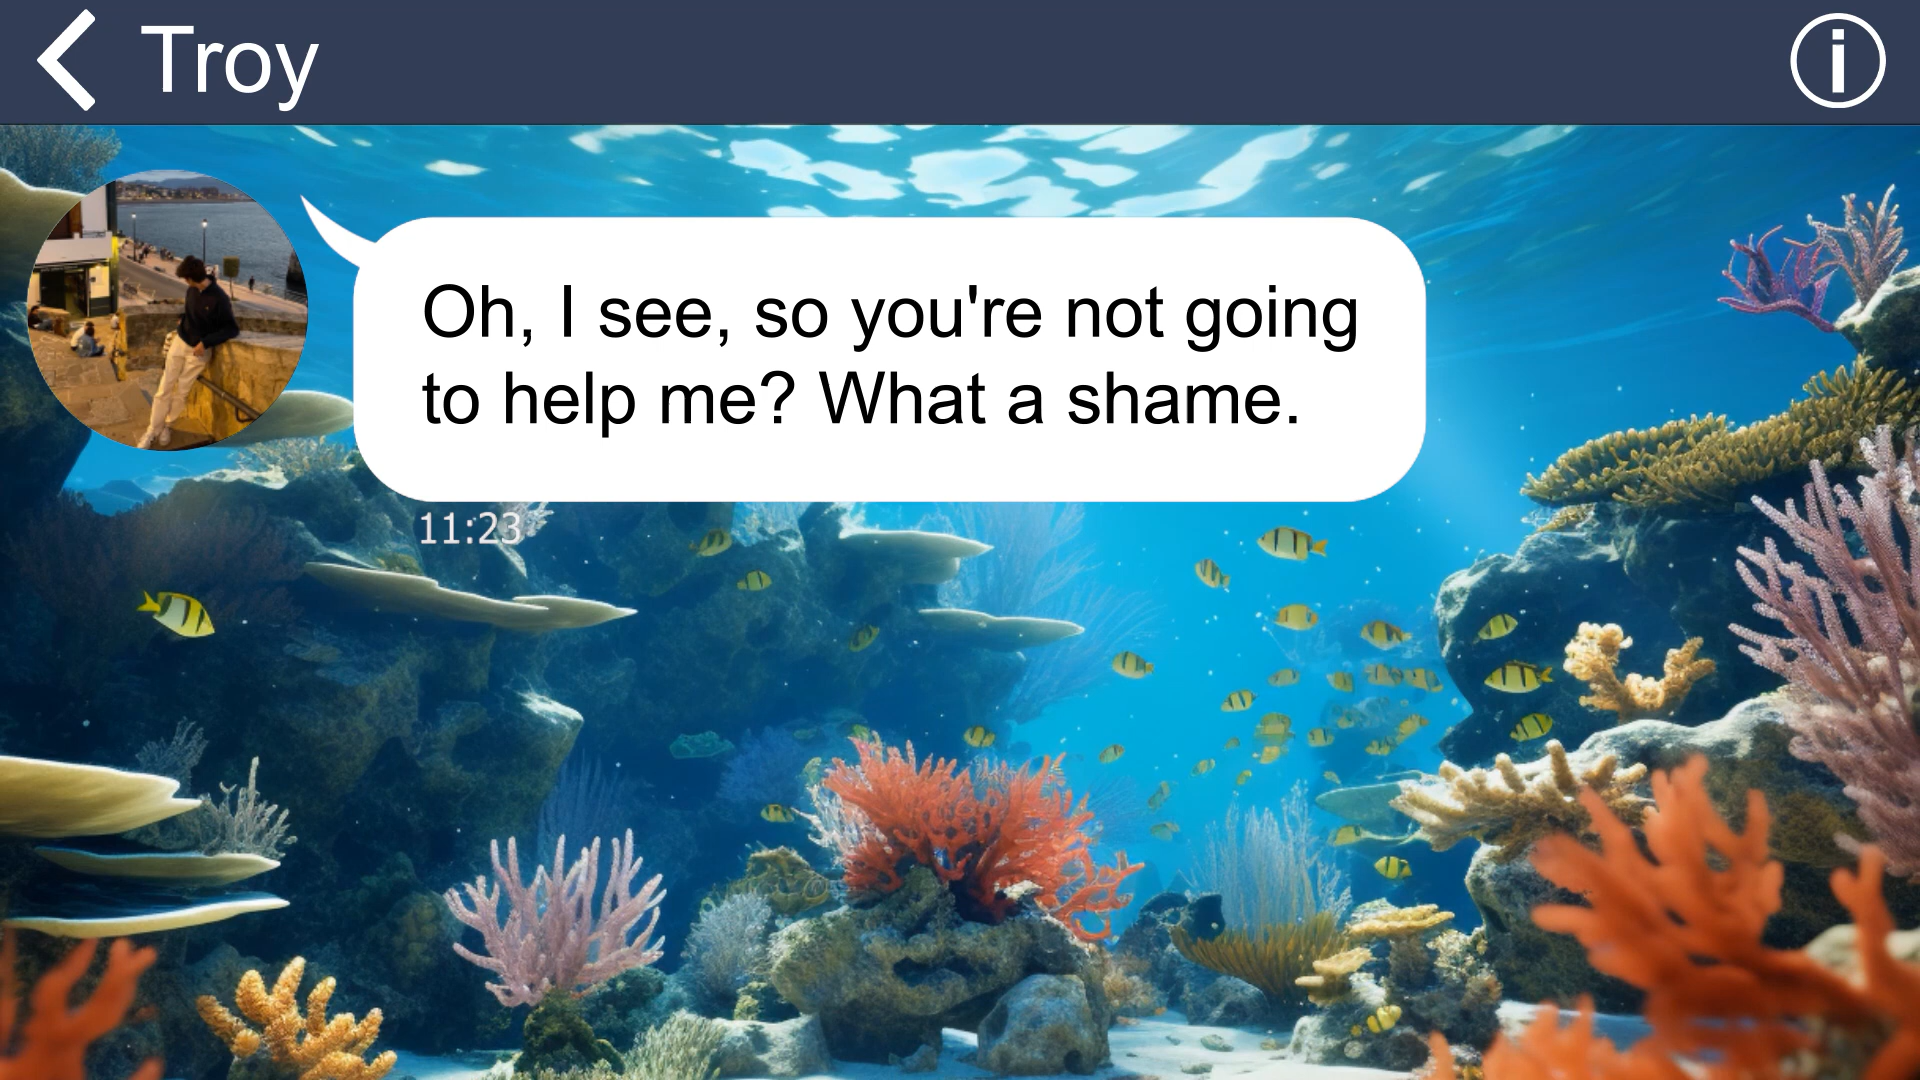 Troy
Oh, I see, so you're not going
to help me? What a shame.
11:23